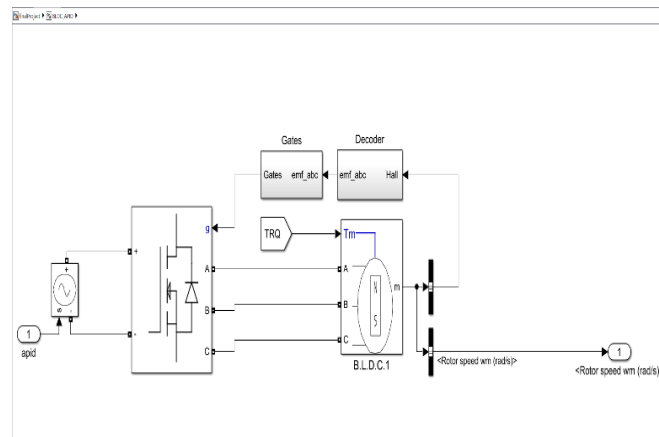 BLDC_APID
Gates
Decoder
Gates emf_abc
emf_abc Hall
g
TRQ
Tm
+
+
A
A
m
N
S
B
B
-
-
C
C
1
apid
B.L.D.C.1
<Rotor speed wm (rad/s)>
1
<Rotor speed wm (rad/s)